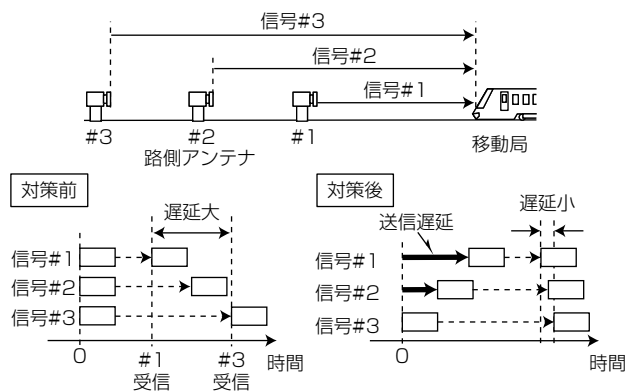 信号#3
信号#2
信号#1
#3
#2
#1
路側アンテナ
移動局
対策前
遅延大
信号#1
信号#2
信号#3
0
#1
受信
#3
受信
時間
対策後
送信遅延
遅延小
信号#1
信号#2
信号#3
0
時間